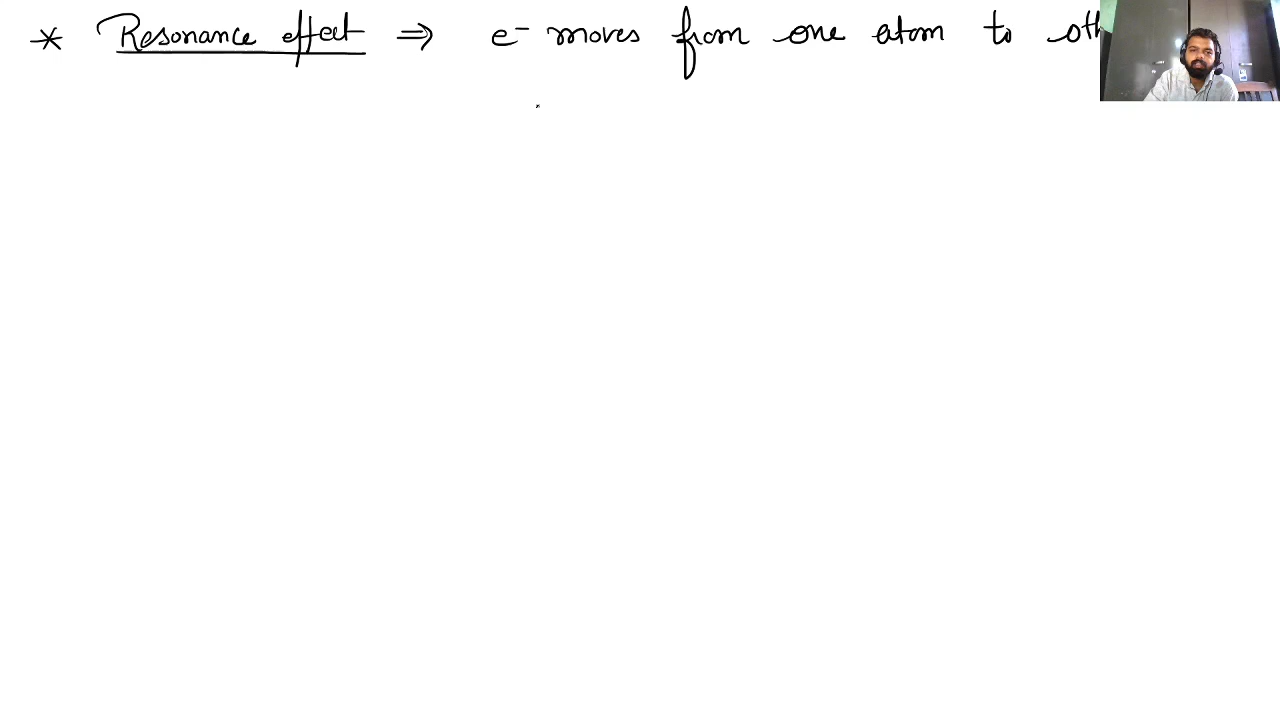 * Resonance effect ⇒ e⁻ moves from one atom to oth